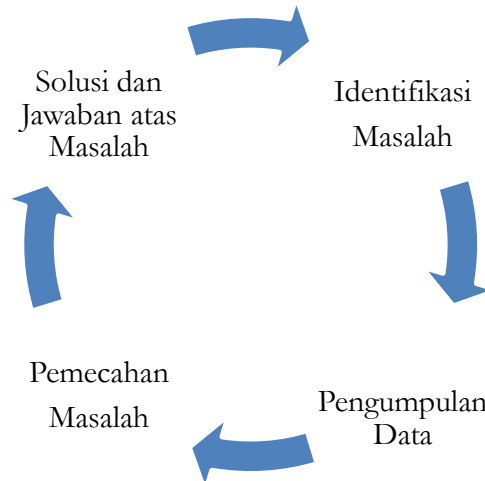 Solusi dan
Jawaban atas
Masalah
Identifikasi
Masalah
Pemecahan
Masalah
Pengumpulan
Data